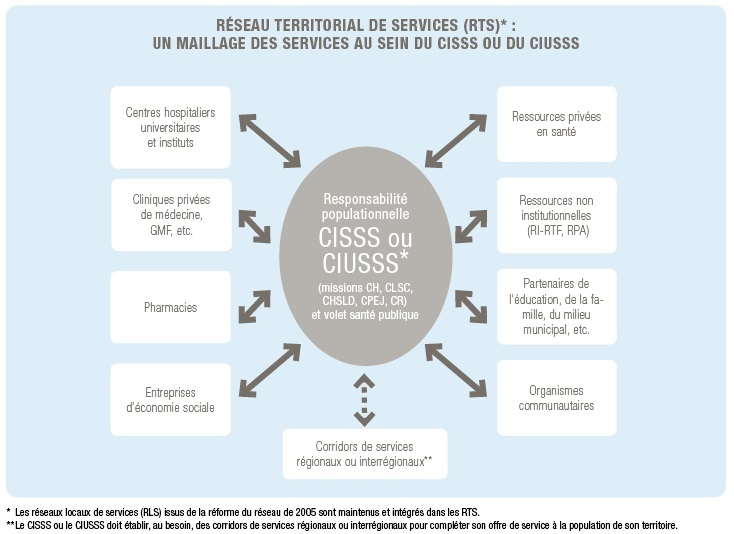 RÉSEAU TERRITORIAL DE SERVICES (RTS)* :
UN MAILLAGE DES SERVICES AU SEIN DU CISSS OU DU CIUSSS
Centres hospitaliers
universitaires
et instituts
Cliniques privées
de médecine,
GMF, etc.
Pharmacies
Entreprises
d'économie sociale
Responsabilité
populationnelle
CISSS ou
CIUSSS*
(missions CH, CLSC,
CHSLD, CPEJ, CR)
et volet santé publique
Ressources privées
en santé
Ressources non
institutionnelles
(RI-RTF, RPA)
Partenaires de
l'éducation, de la fa-
mille, du milieu
municipal, etc.
Organismes
communautaires
Corridors de services
régionaux ou interrégionaux**
* Les réseaux locaux de services (RLS) issus de la réforme du réseau de 2005 sont maintenus et intégrés dans les RTS.
**Le CISSS ou le CIUSSS doit établir, au besoin, des corridors de services régionaux ou interrégionaux pour compléter son offre de service à la population de son territoire.